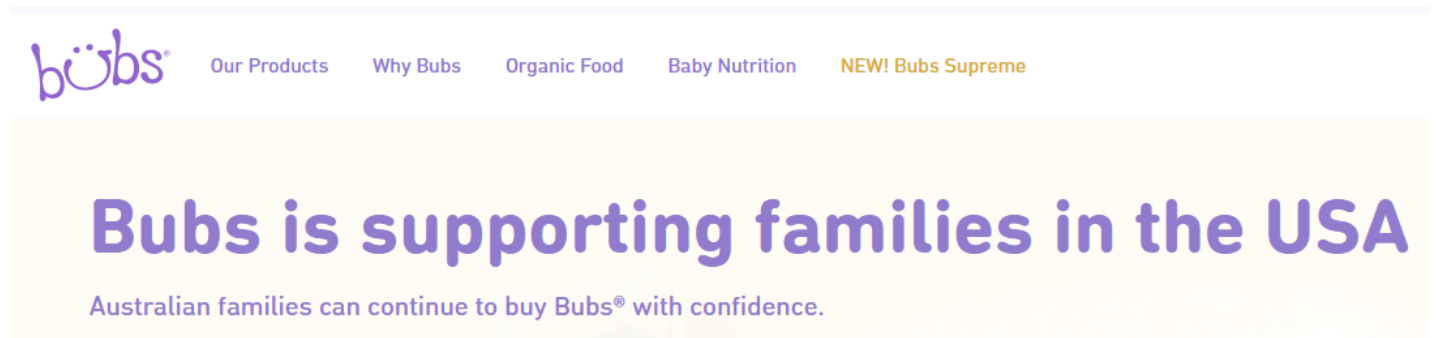 bübs®
Our Products Why Bubs Organic Food Baby Nutrition NEW! Bubs Supreme
Bubs is supporting families in the USA
Australian families can continue to buy Bubs® with confidence.